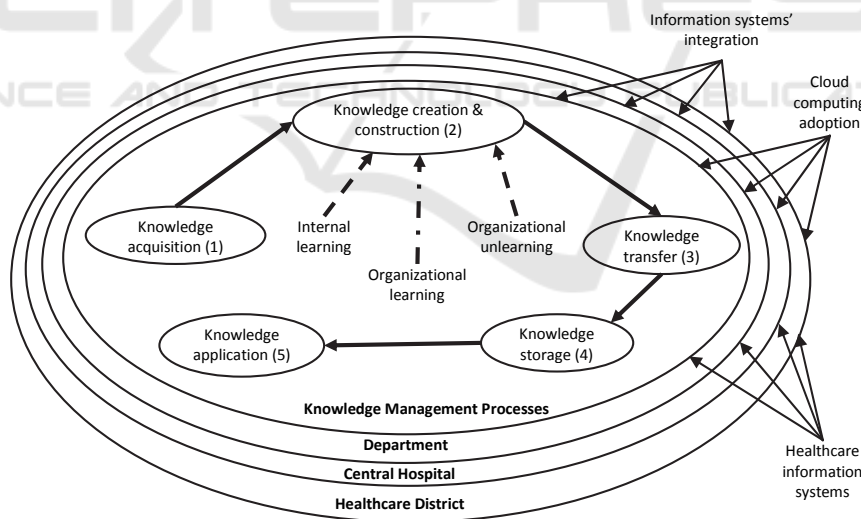 Information systems'
integration
Cloud
computing
adoption
Knowledge creation &
construction (2)
Knowledge
acquisition (1)
Internal
learning
Organizational
learning
Organizational
unlearning
Knowledge
transfer (3)
Knowledge
application (5)
Knowledge
storage (4)
Knowledge Management Processes
Department
Central Hospital
Healthcare District
Healthcare
information
systems
AND TECHNOLOGY